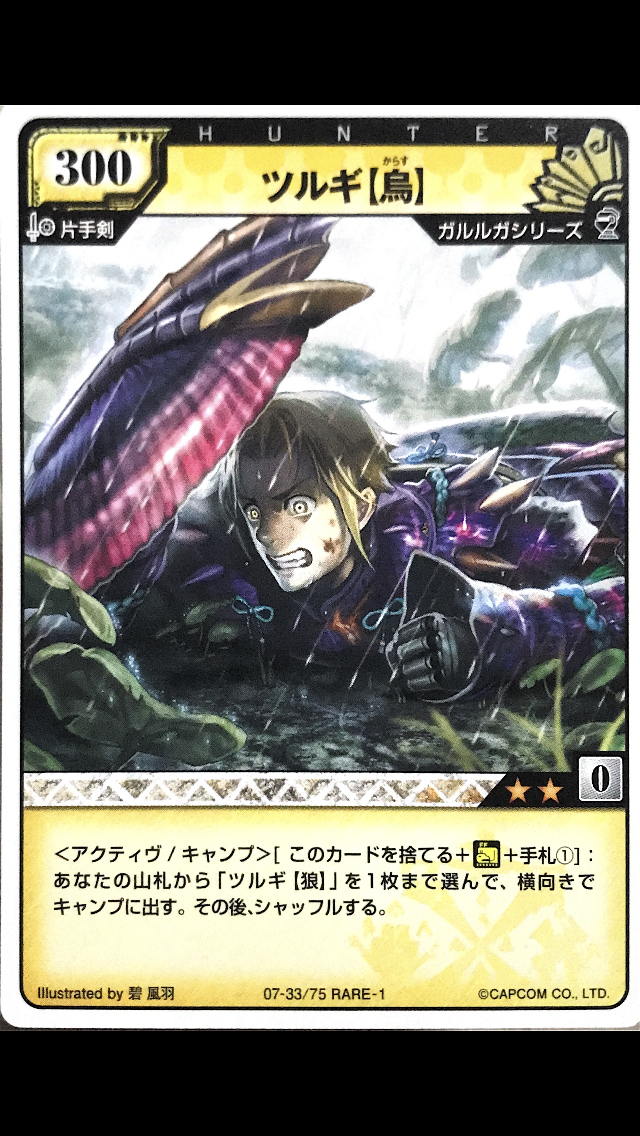 HUNTER
300
からす
ツルギ【烏】
片手剣
ガルルガシリーズ
0
<アクティヴ / キャンプ>[ このカードを捨てる+FF+手札①]：
あなたの山札から「ツルギ【狼】」を1枚まで選んで、横向きで
キャンプに出す。その後、シャッフルする。
Illustrated by 碧 風羽
07-33/75 RARE-1
©CAPCOM CO., LTD.